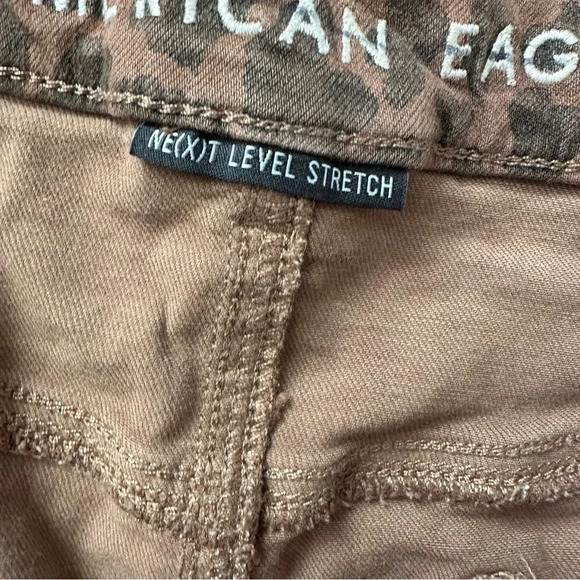 MERICAN EAG
NE(X)T LEVEL STRETCH